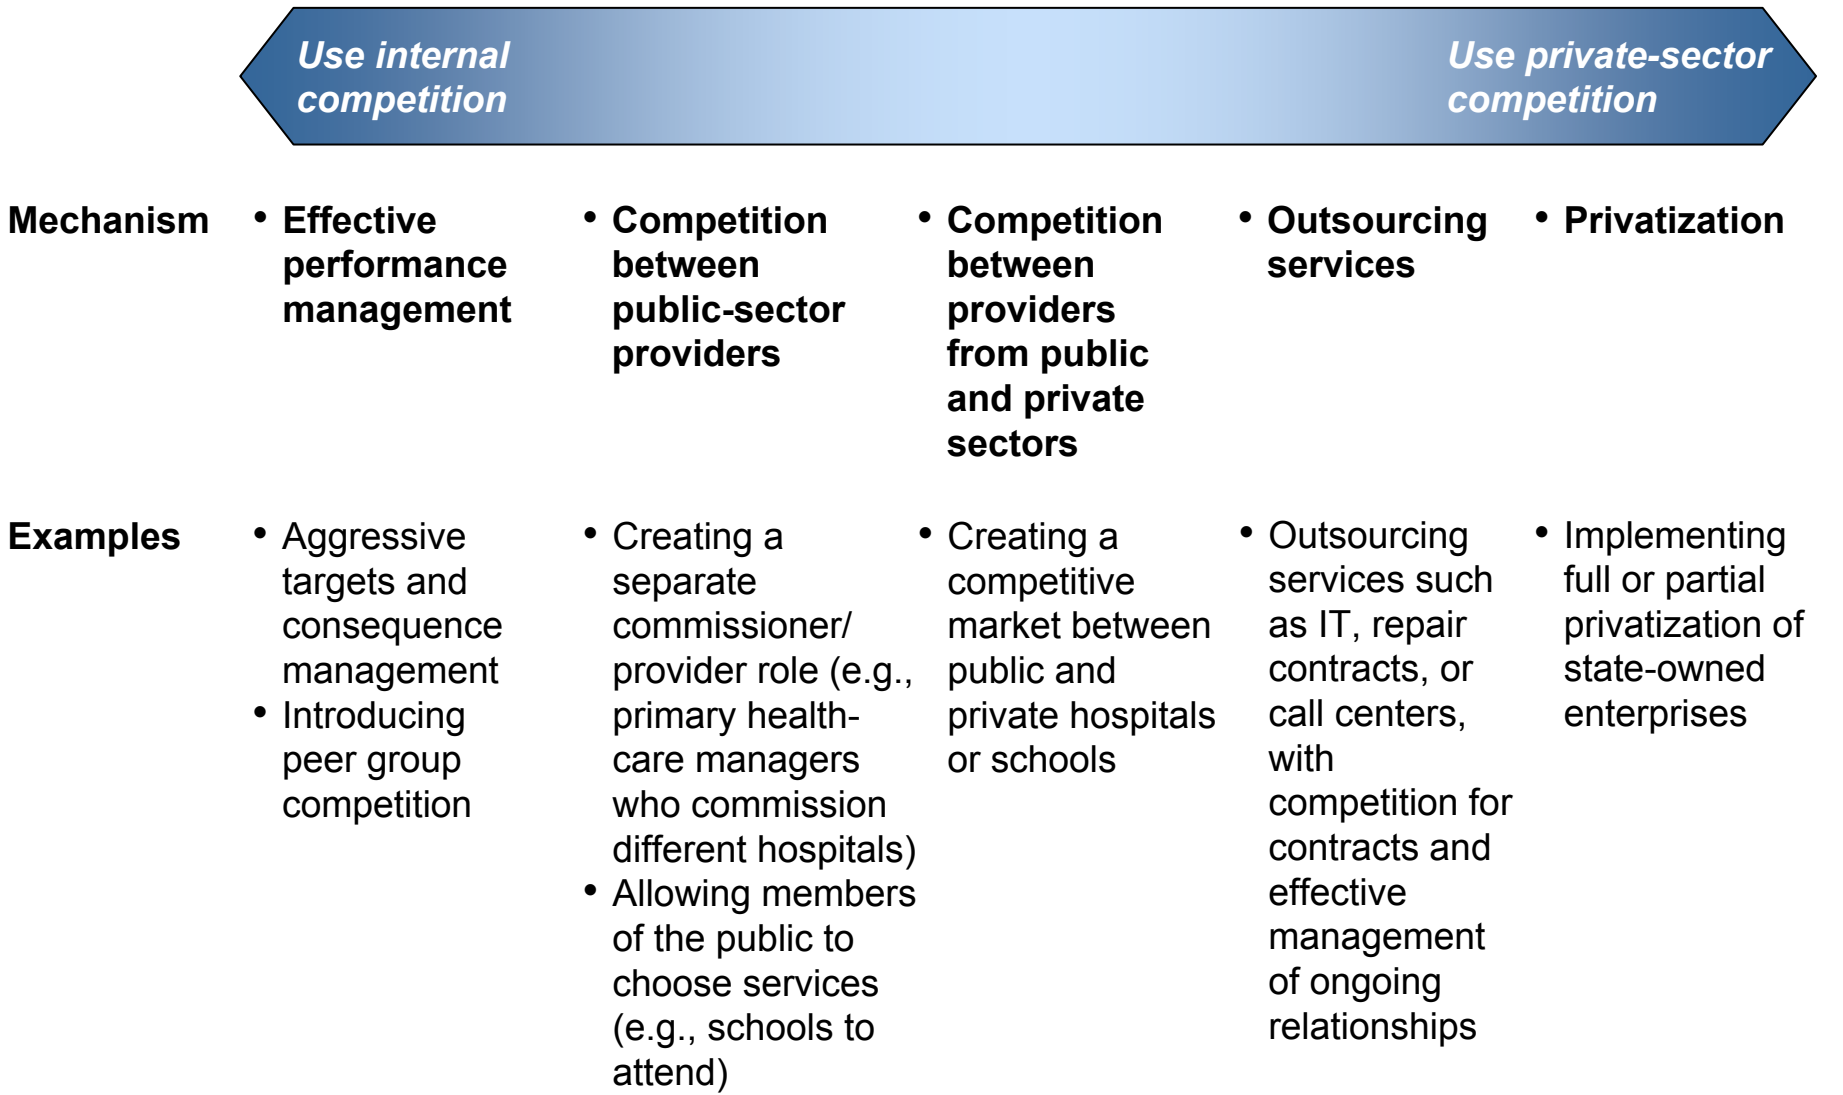 Use internal
competition
Use private-sector
competition
Mechanism
• Effective
performance
management
• Competition
between
public-sector
providers
• Competition
between
providers
from public
and private
sectors
• Outsourcing
services
• Privatization
Examples
• Aggressive
targets and
consequence
management
• Introducing
peer group
competition
• Creating a
separate
commissioner/
provider role (e.g.,
primary health-
care managers
who commission
different hospitals)
• Allowing members
of the public to
choose services
(e.g., schools to
attend)
• Creating a
competitive
market between
public and
private hospitals
or schools
• Outsourcing
services such
as IT, repair
contracts, or
call centers,
with
competition for
contracts and
effective
management
of ongoing
relationships
• Implementing
full or partial
privatization of
state-owned
enterprises